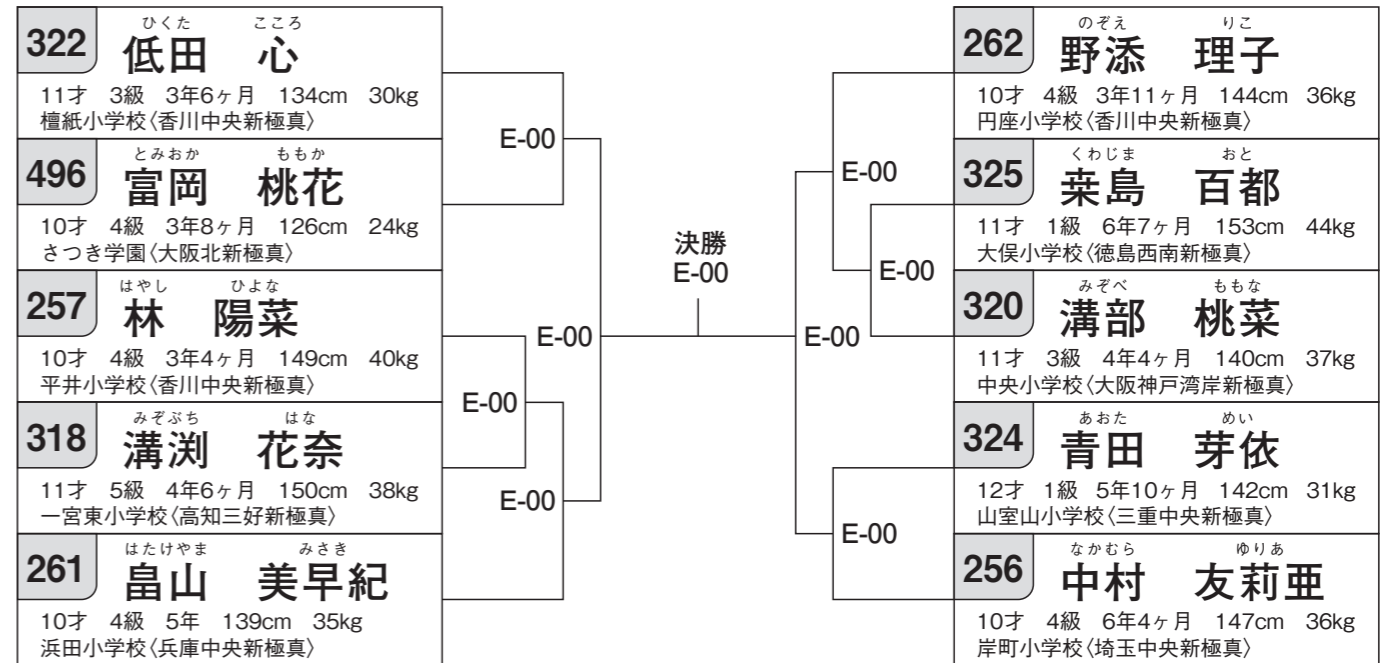 322
ひくた こころ
低田 心
11才 3級 3年6ヶ月 134cm 30kg
檀紙小学校〈香川中央新極真〉
496
とみおか ももか
富岡 桃花
10才 4級 3年8ヶ月 126cm 24kg
さつき学園〈大阪北新極真〉
257
はやし ひよな
林 陽菜
10才 4級 3年4ヶ月 149cm 40kg
平井小学校〈香川中央新極真〉
318
みぞぶち はな
溝渕 花奈
11才 5級 4年6ヶ月 150cm 38kg
一宮東小学校〈高知三好新極真〉
261
はたけやま みさき
畠山 美早紀
10才 4級 5年 139cm 35kg
浜田小学校〈兵庫中央新極真〉
E-00
E-00
E-00
E-00
決勝
E-00
E-00
E-00
E-00
E-00
262
のぞえ りこ
野添 理子
10才 4級 3年11ヶ月 144cm 36kg
円座小学校〈香川中央新極真〉
325
くわじま おと
桒島 百都
11才 1級 6年7ヶ月 153cm 44kg
大俣小学校〈徳島西南新極真〉
320
みぞべ ももな
溝部 桃菜
11才 3級 4年4ヶ月 140cm 37kg
中央小学校〈大阪神戸湾岸新極真〉
324
あおた めい
青田 芽依
12才 1級 5年10ヶ月 142cm 31kg
山室山小学校〈三重中央新極真〉
256
なかむら ゆりあ
中村 友莉亜
10才 4級 6年4ヶ月 147cm 36kg
岸町小学校〈埼玉中央新極真〉